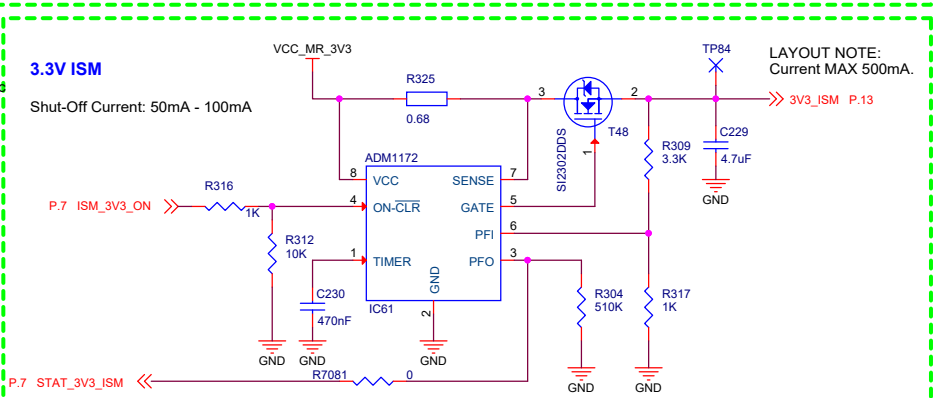 3.3V ISM
Shut-Off Current: 50mA - 100mA
VCC_MR_3V3
R325
0.68
3
2
1
SI2302DDS
T48
TP84
LAYOUT NOTE:
Current MAX 500mA.
3V3_ISM P.13
C229
4.7uF
GND
R309
3.3K
ADM1172
8 VCC
SENSE 7
4 ON-CLR
GATE 5
PFI 6
1 TIMER
PFO 3
GND
2
IC61
P.7 ISM_3V3_ON
R316
1K
R312
10K
C230
470nF
R304
510K
R317
1K
GND
GND
GND
GND
GND
R7081
0
P.7 STAT_3V3_ISM